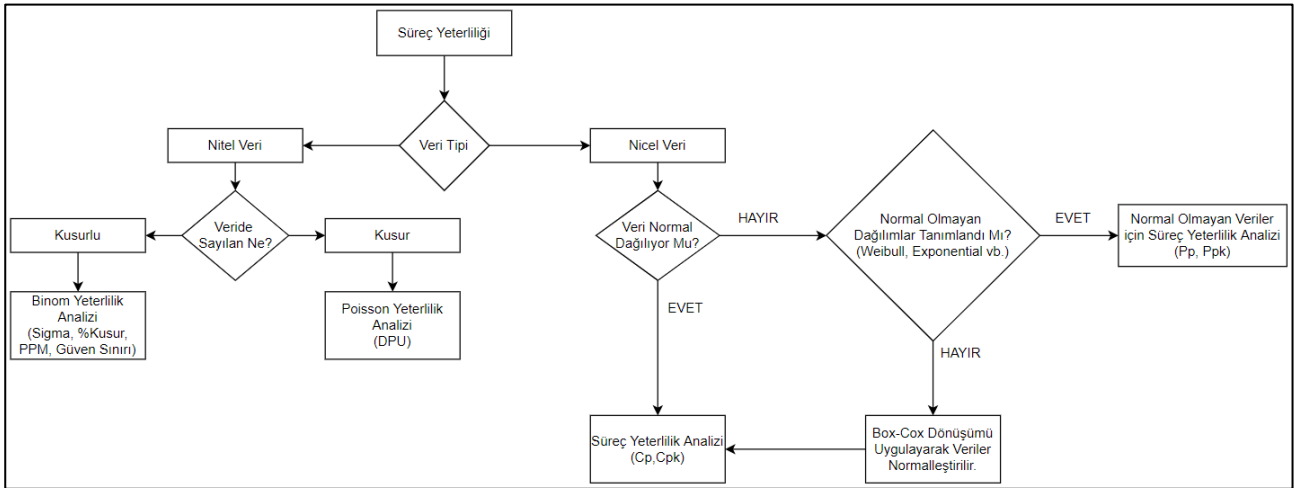 Süreç Yeterliliği
Veri Tipi
Nitel Veri
Nicel Veri
Veride
Sayılan Ne?
Kusurlu
Kusur
Binom Yeterlilik
Analizi
(Sigma, %Kusur,
PPM, Güven Sınırı)
Poisson Yeterlilik
Analizi
(DPU)
Veri Normal
Dağılıyor Mu?
HAYIR
EVET
Normal Olmayan
Dağılımlar Tanımlandı Mı?
(Weibull, Exponential vb.)
EVET
Normal Olmayan Veriler
için Süreç Yeterlilik Analizi
(Pp, Ppk)
HAYIR
Box-Cox Dönüşümü
Uygulayarak Veriler
Normalleştirilir.
Süreç Yeterlilik Analizi
(Cp,Cpk)